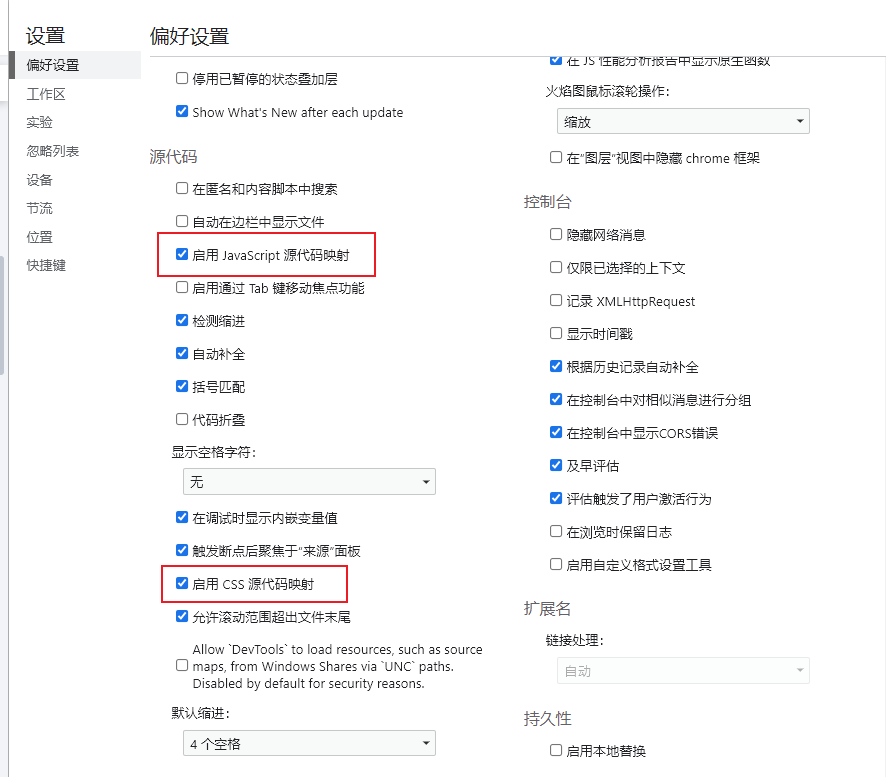 设置
偏好设置
工作区
实验
忽略列表
设备
节流
位置
快捷键
偏好设置
停用已暂停的状态叠加层
Show What's New after each update
源代码
在匿名和内容脚本中搜索
自动在边栏中显示文件
启用 JavaScript 源代码映射
启用通过 Tab 键移动焦点功能
检测缩进
自动补全
括号匹配
代码折叠
显示空格字符:
无
在调试时显示内嵌变量值
触发断点后聚焦于"来源"面板
启用 CSS 源代码映射
允许滚动范围超出文件末尾
Allow `DevTools` to load resources, such as source
maps, from Windows Shares via `UNC` paths.
Disabled by default for security reasons.
默认缩进:
4 个空格
在 JS 性能分析报告中显示原生函数
火焰图鼠标滚轮操作:
缩放
在"图层"视图中隐藏 chrome 框架
控制台
隐藏网络消息
仅限已选择的上下文
记录 XMLHttpRequest
显示时间戳
根据历史记录自动补全
在控制台中对相似消息进行分组
在控制台中显示CORS错误
及早评估
评估触发了用户激活行为
在浏览时保留日志
启用自定义格式设置工具
扩展名
链接处理:
自动
持久性
启用本地替换